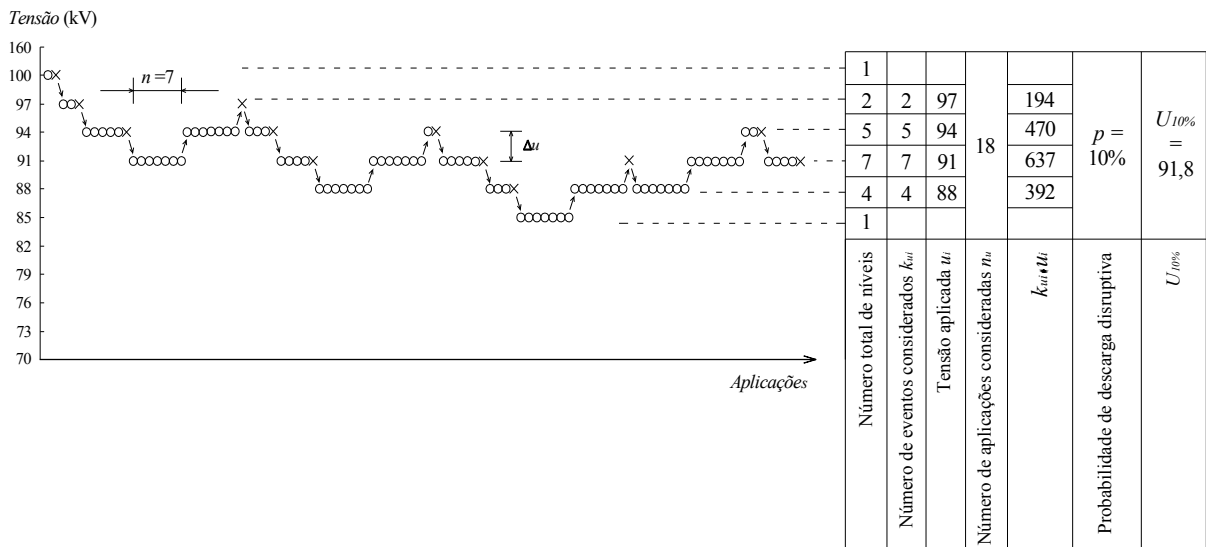 Tensão (kV)
160
100
97
94
91
88
85
82
79
76
73
70
n =7
Δu
Aplicações
1
2 2 97 194
5 5 94 470
7 7 91 637
4 4 88 392
1
18
p =
10%
U10%
=
91,8
Número total de níveis
Número de eventos considerados kui
Tensão aplicada ui
Número de aplicações consideradas nu
kui•ui
Probabilidade de descarga disruptiva
U10%